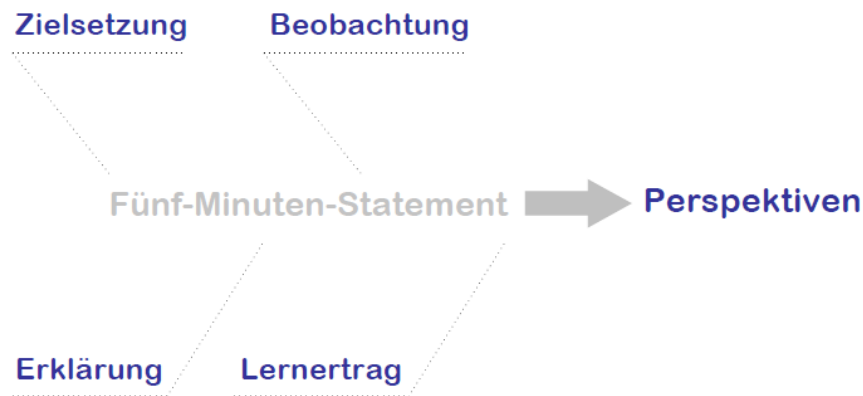 Zielsetzung
Beobachtung
Fünf-Minuten-Statement
Perspektiven
Erklärung
Lernertrag